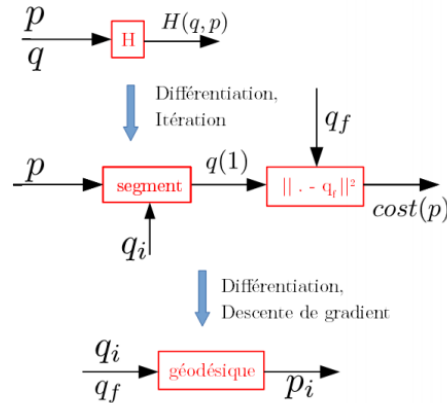 p
q
H
H(q, p)
Différentiation,
Itération
q_f
p
segment
q(1)
|| . - q_f ||²
cost(p)
q_i
Différentiation,
Descente de gradient
q_i
q_f
géodésique
p_i